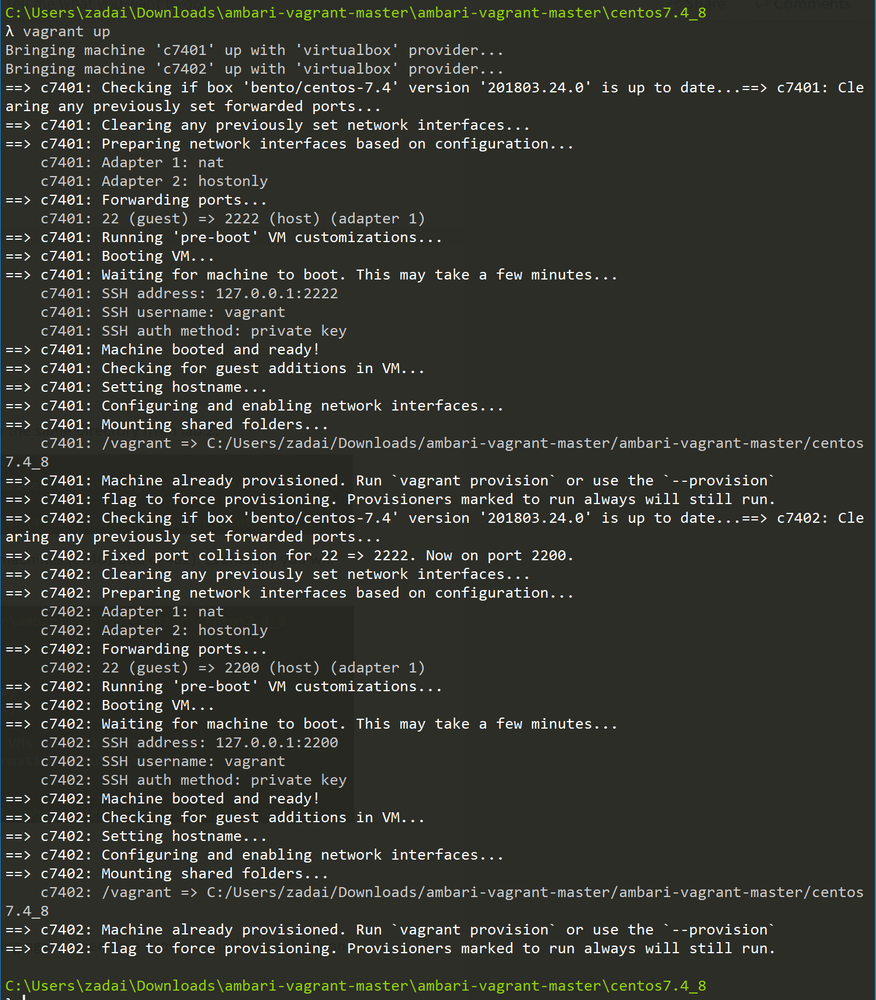 C:\Users\zadai\Downloads\ambari-vagrant-master\ambari-vagrant-master\centos7.4_8
λ vagrant up
Bringing machine 'c7401' up with 'virtualbox' provider...
Bringing machine 'c7402' up with 'virtualbox' provider...
==> c7401: Checking if box 'bento/centos-7.4' version '201803.24.0' is up to date...==> c7401: Cle
aring any previously set forwarded ports...
==> c7401: Clearing any previously set network interfaces...
==> c7401: Preparing network interfaces based on configuration...
    c7401: Adapter 1: nat
    c7401: Adapter 2: hostonly
==> c7401: Forwarding ports...
    c7401: 22 (guest) => 2222 (host) (adapter 1)
==> c7401: Running 'pre-boot' VM customizations...
==> c7401: Booting VM...
==> c7401: Waiting for machine to boot. This may take a few minutes...
    c7401: SSH address: 127.0.0.1:2222
    c7401: SSH username: vagrant
    c7401: SSH auth method: private key
==> c7401: Machine booted and ready!
==> c7401: Checking for guest additions in VM...
==> c7401: Setting hostname...
==> c7401: Configuring and enabling network interfaces...
==> c7401: Mounting shared folders...
    c7401: /vagrant => C:/Users/zadai/Downloads/ambari-vagrant-master/ambari-vagrant-master/centos
7.4_8
==> c7401: Machine already provisioned. Run `vagrant provision` or use the `--provision`
==> c7401: flag to force provisioning. Provisioners marked to run always will still run.
==> c7402: Checking if box 'bento/centos-7.4' version '201803.24.0' is up to date...==> c7402: Cle
aring any previously set forwarded ports...
==> c7402: Fixed port collision for 22 => 2222. Now on port 2200.
==> c7402: Clearing any previously set network interfaces...
==> c7402: Preparing network interfaces based on configuration...
    c7402: Adapter 1: nat
    c7402: Adapter 2: hostonly
==> c7402: Forwarding ports...
    c7402: 22 (guest) => 2200 (host) (adapter 1)
==> c7402: Running 'pre-boot' VM customizations...
==> c7402: Booting VM...
==> c7402: Waiting for machine to boot. This may take a few minutes...
    c7402: SSH address: 127.0.0.1:2200
    c7402: SSH username: vagrant
    c7402: SSH auth method: private key
==> c7402: Machine booted and ready!
==> c7402: Checking for guest additions in VM...
==> c7402: Setting hostname...
==> c7402: Configuring and enabling network interfaces...
==> c7402: Mounting shared folders...
    c7402: /vagrant => C:/Users/zadai/Downloads/ambari-vagrant-master/ambari-vagrant-master/centos
7.4_8
==> c7402: Machine already provisioned. Run `vagrant provision` or use the `--provision`
==> c7402: flag to force provisioning. Provisioners marked to run always will still run.
C:\Users\zadai\Downloads\ambari-vagrant-master\ambari-vagrant-master\centos7.4_8